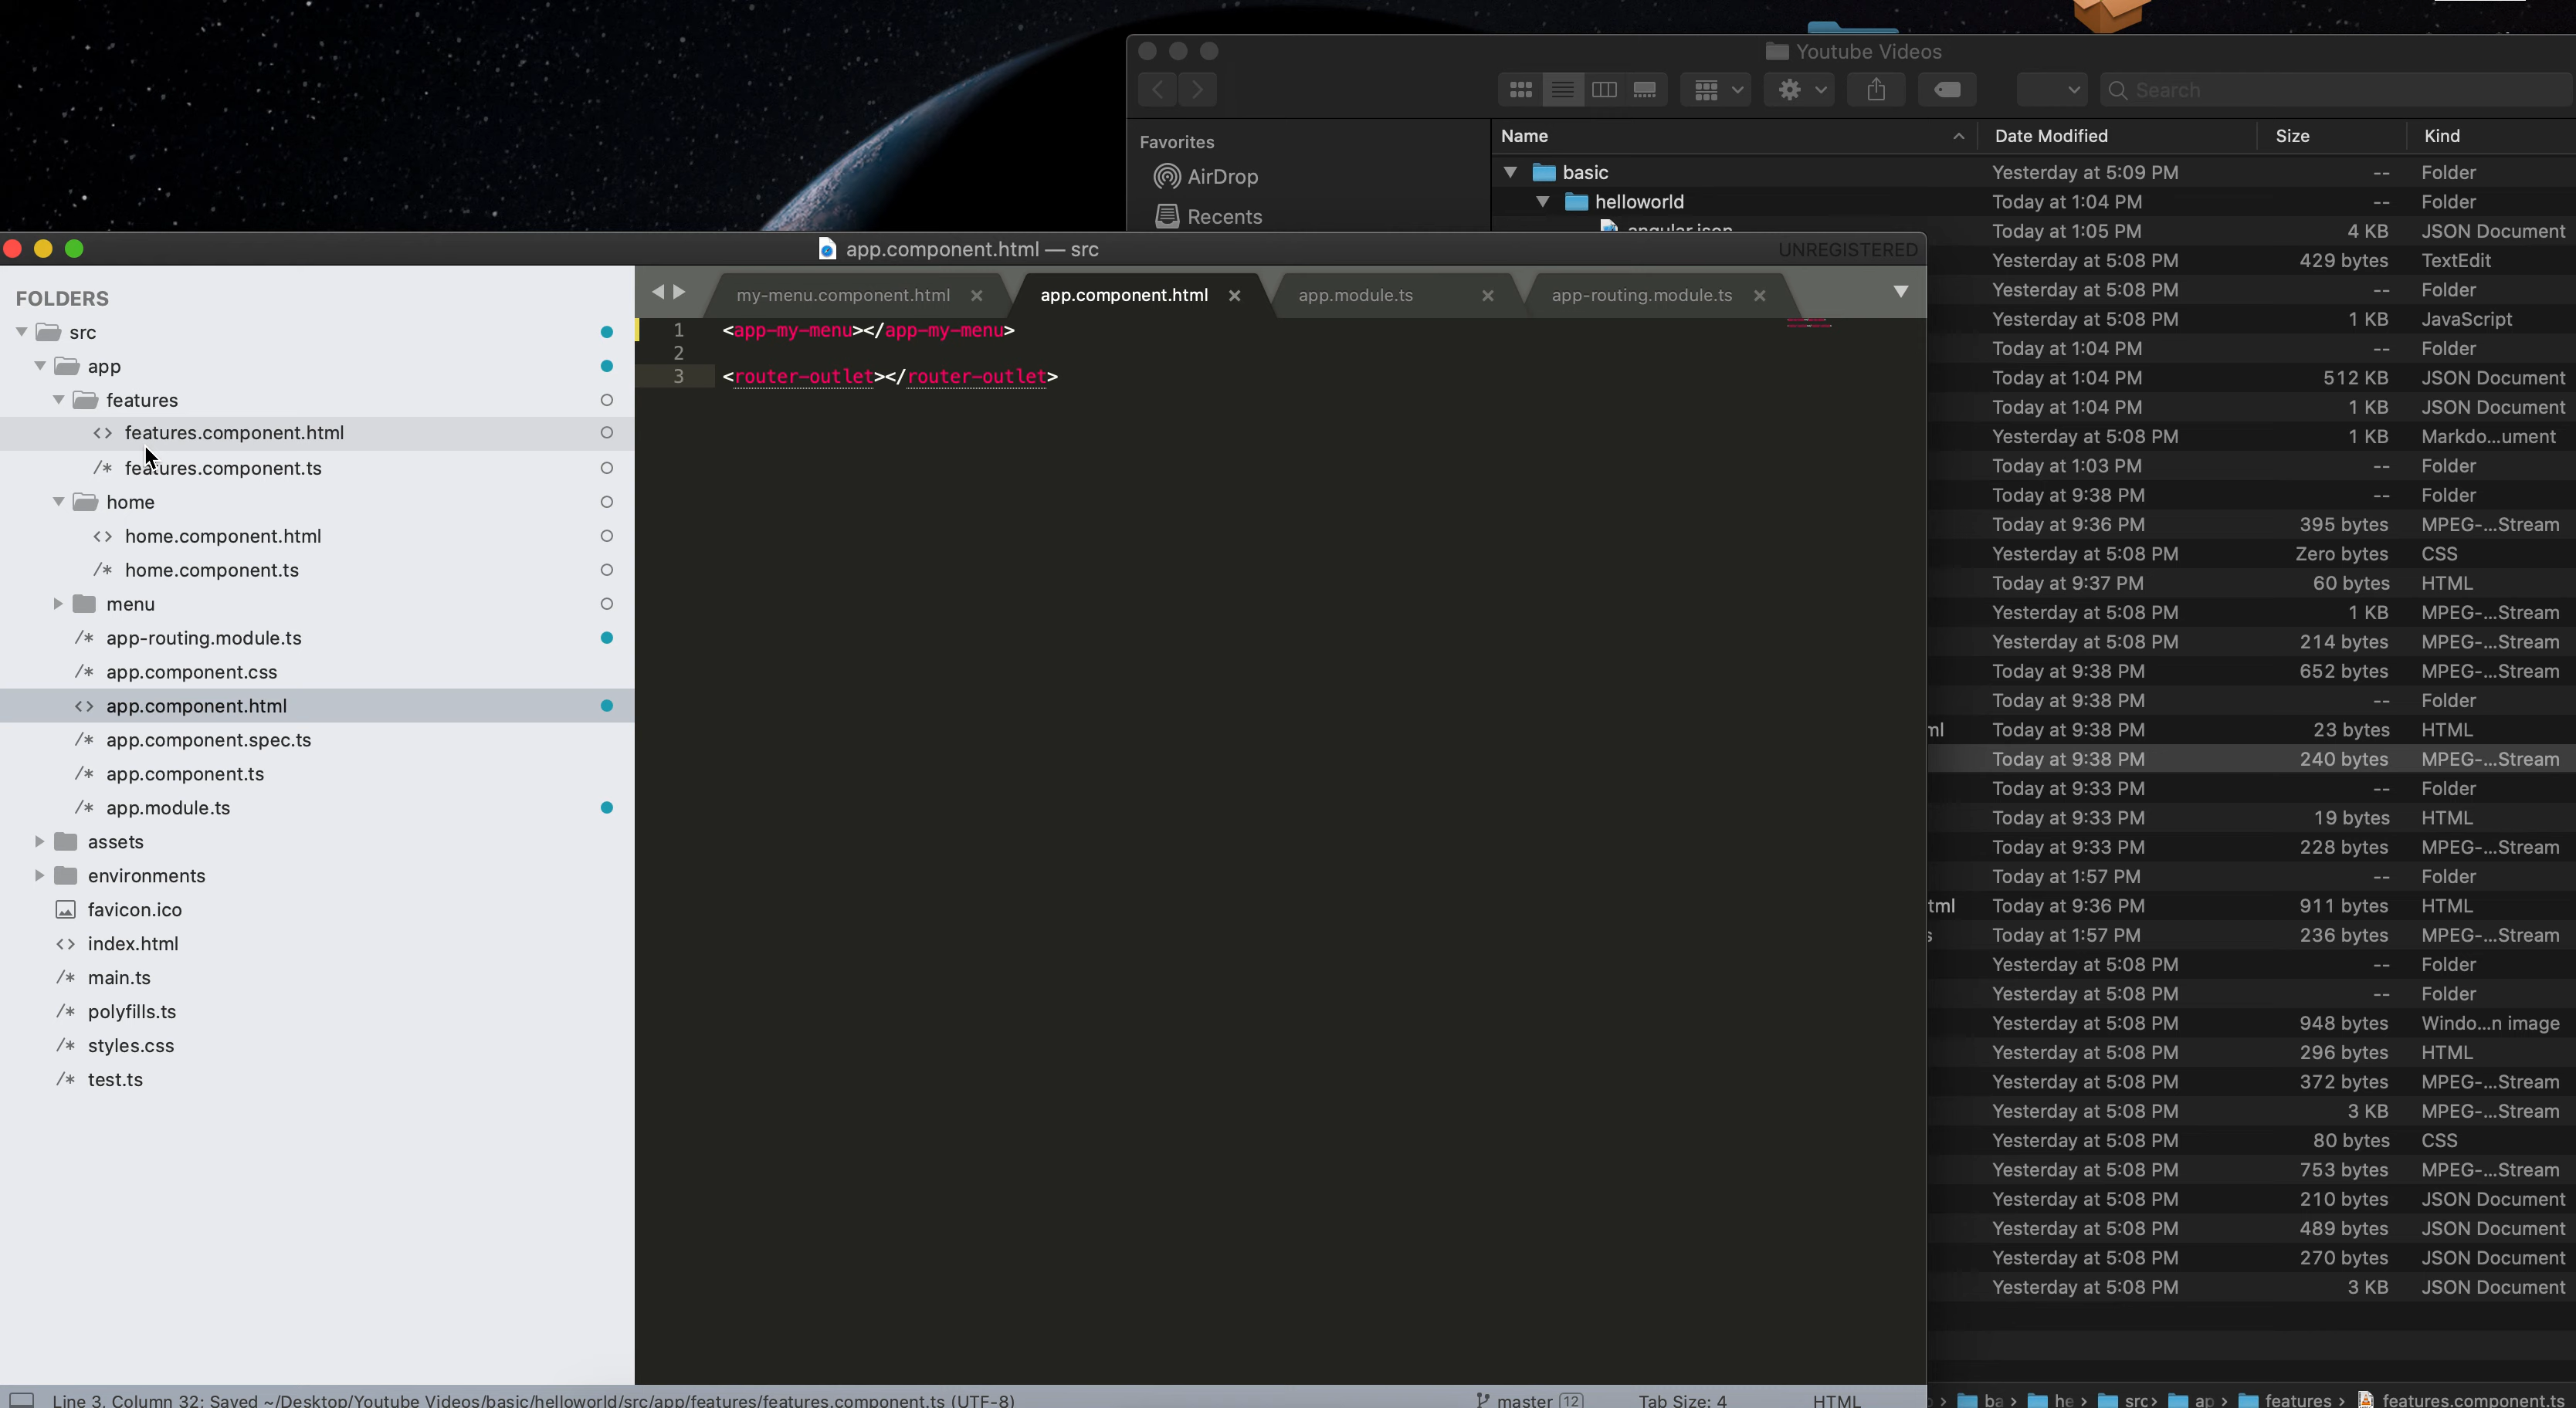 Youtube Videos
Search
Favorites
AirDrop
Recents
Name Date Modified Size Kind
basic Yesterday at 5:09 PM -- Folder
helloworld Today at 1:04 PM -- Folder
angular.json Today at 1:05 PM 4 KB JSON Document
Yesterday at 5:08 PM 429 bytes TextEdit
Yesterday at 5:08 PM -- Folder
Yesterday at 5:08 PM 1 KB JavaScript
Today at 1:04 PM -- Folder
Today at 1:04 PM 512 KB JSON Document
Today at 1:04 PM 1 KB JSON Document
Yesterday at 5:08 PM 1 KB Markdo...ument
Today at 1:03 PM -- Folder
Today at 9:38 PM -- Folder
Today at 9:36 PM 395 bytes MPEG-...Stream
Yesterday at 5:08 PM Zero bytes CSS
Today at 9:37 PM 60 bytes HTML
Yesterday at 5:08 PM 1 KB MPEG-...Stream
Yesterday at 5:08 PM 214 bytes MPEG-...Stream
Today at 9:38 PM 652 bytes MPEG-...Stream
Today at 9:38 PM -- Folder
ml Today at 9:38 PM 23 bytes HTML
Today at 9:38 PM 240 bytes MPEG-...Stream
Today at 9:33 PM -- Folder
Today at 9:33 PM 19 bytes HTML
Today at 9:33 PM 228 bytes MPEG-...Stream
Today at 1:57 PM -- Folder
tml Today at 9:36 PM 911 bytes HTML
s Today at 1:57 PM 236 bytes MPEG-...Stream
Yesterday at 5:08 PM -- Folder
Yesterday at 5:08 PM -- Folder
Yesterday at 5:08 PM 948 bytes Windo...n image
Yesterday at 5:08 PM 296 bytes HTML
Yesterday at 5:08 PM 372 bytes MPEG-...Stream
Yesterday at 5:08 PM 3 KB MPEG-...Stream
Yesterday at 5:08 PM 80 bytes CSS
Yesterday at 5:08 PM 753 bytes MPEG-...Stream
Yesterday at 5:08 PM 210 bytes JSON Document
Yesterday at 5:08 PM 489 bytes JSON Document
Yesterday at 5:08 PM 270 bytes JSON Document
Yesterday at 5:08 PM 3 KB JSON Document
ba › he › src › ap › features › features.component.ts
app.component.html — src UNREGISTERED
FOLDERS
src
app
features
<> features.component.html
/* features.component.ts
home
<> home.component.html
/* home.component.ts
menu
/* app-routing.module.ts
/* app.component.css
<> app.component.html
/* app.component.spec.ts
/* app.component.ts
/* app.module.ts
assets
environments
favicon.ico
<> index.html
/* main.ts
/* polyfills.ts
/* styles.css
/* test.ts
my-menu.component.html × app.component.html × app.module.ts × app-routing.module.ts ×
1 <app-my-menu></app-my-menu>
2
3 <router-outlet></router-outlet>
Line 3, Column 32; Saved ~/Desktop/Youtube Videos/basic/helloworld/src/app/features/features.component.ts (UTF-8) master 12 Tab Size: 4 HTML